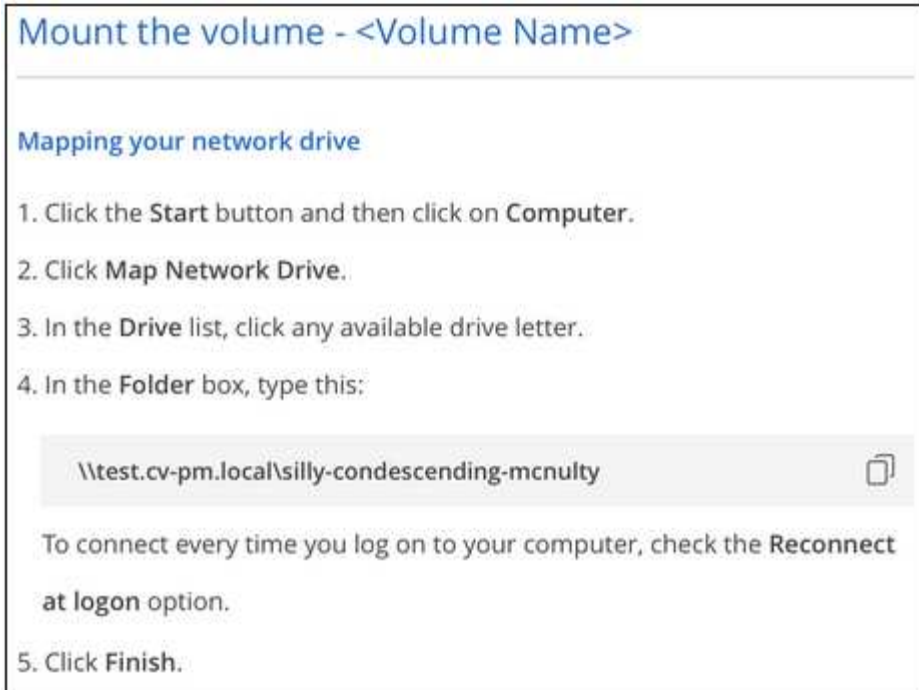 Mount the volume - <Volume Name>
Mapping your network drive
1. Click the Start button and then click on Computer.
2. Click Map Network Drive.
3. In the Drive list, click any available drive letter.
4. In the Folder box, type this:
\\test.cv-pm.local\silly-condescending-mcnulty
To connect every time you log on to your computer, check the Reconnect
at logon option.
5. Click Finish.